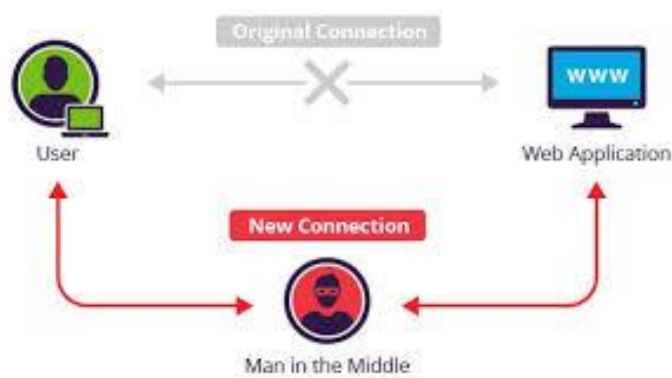 Original Connection
www
User
Web Application
New Connection
Man in the Middle